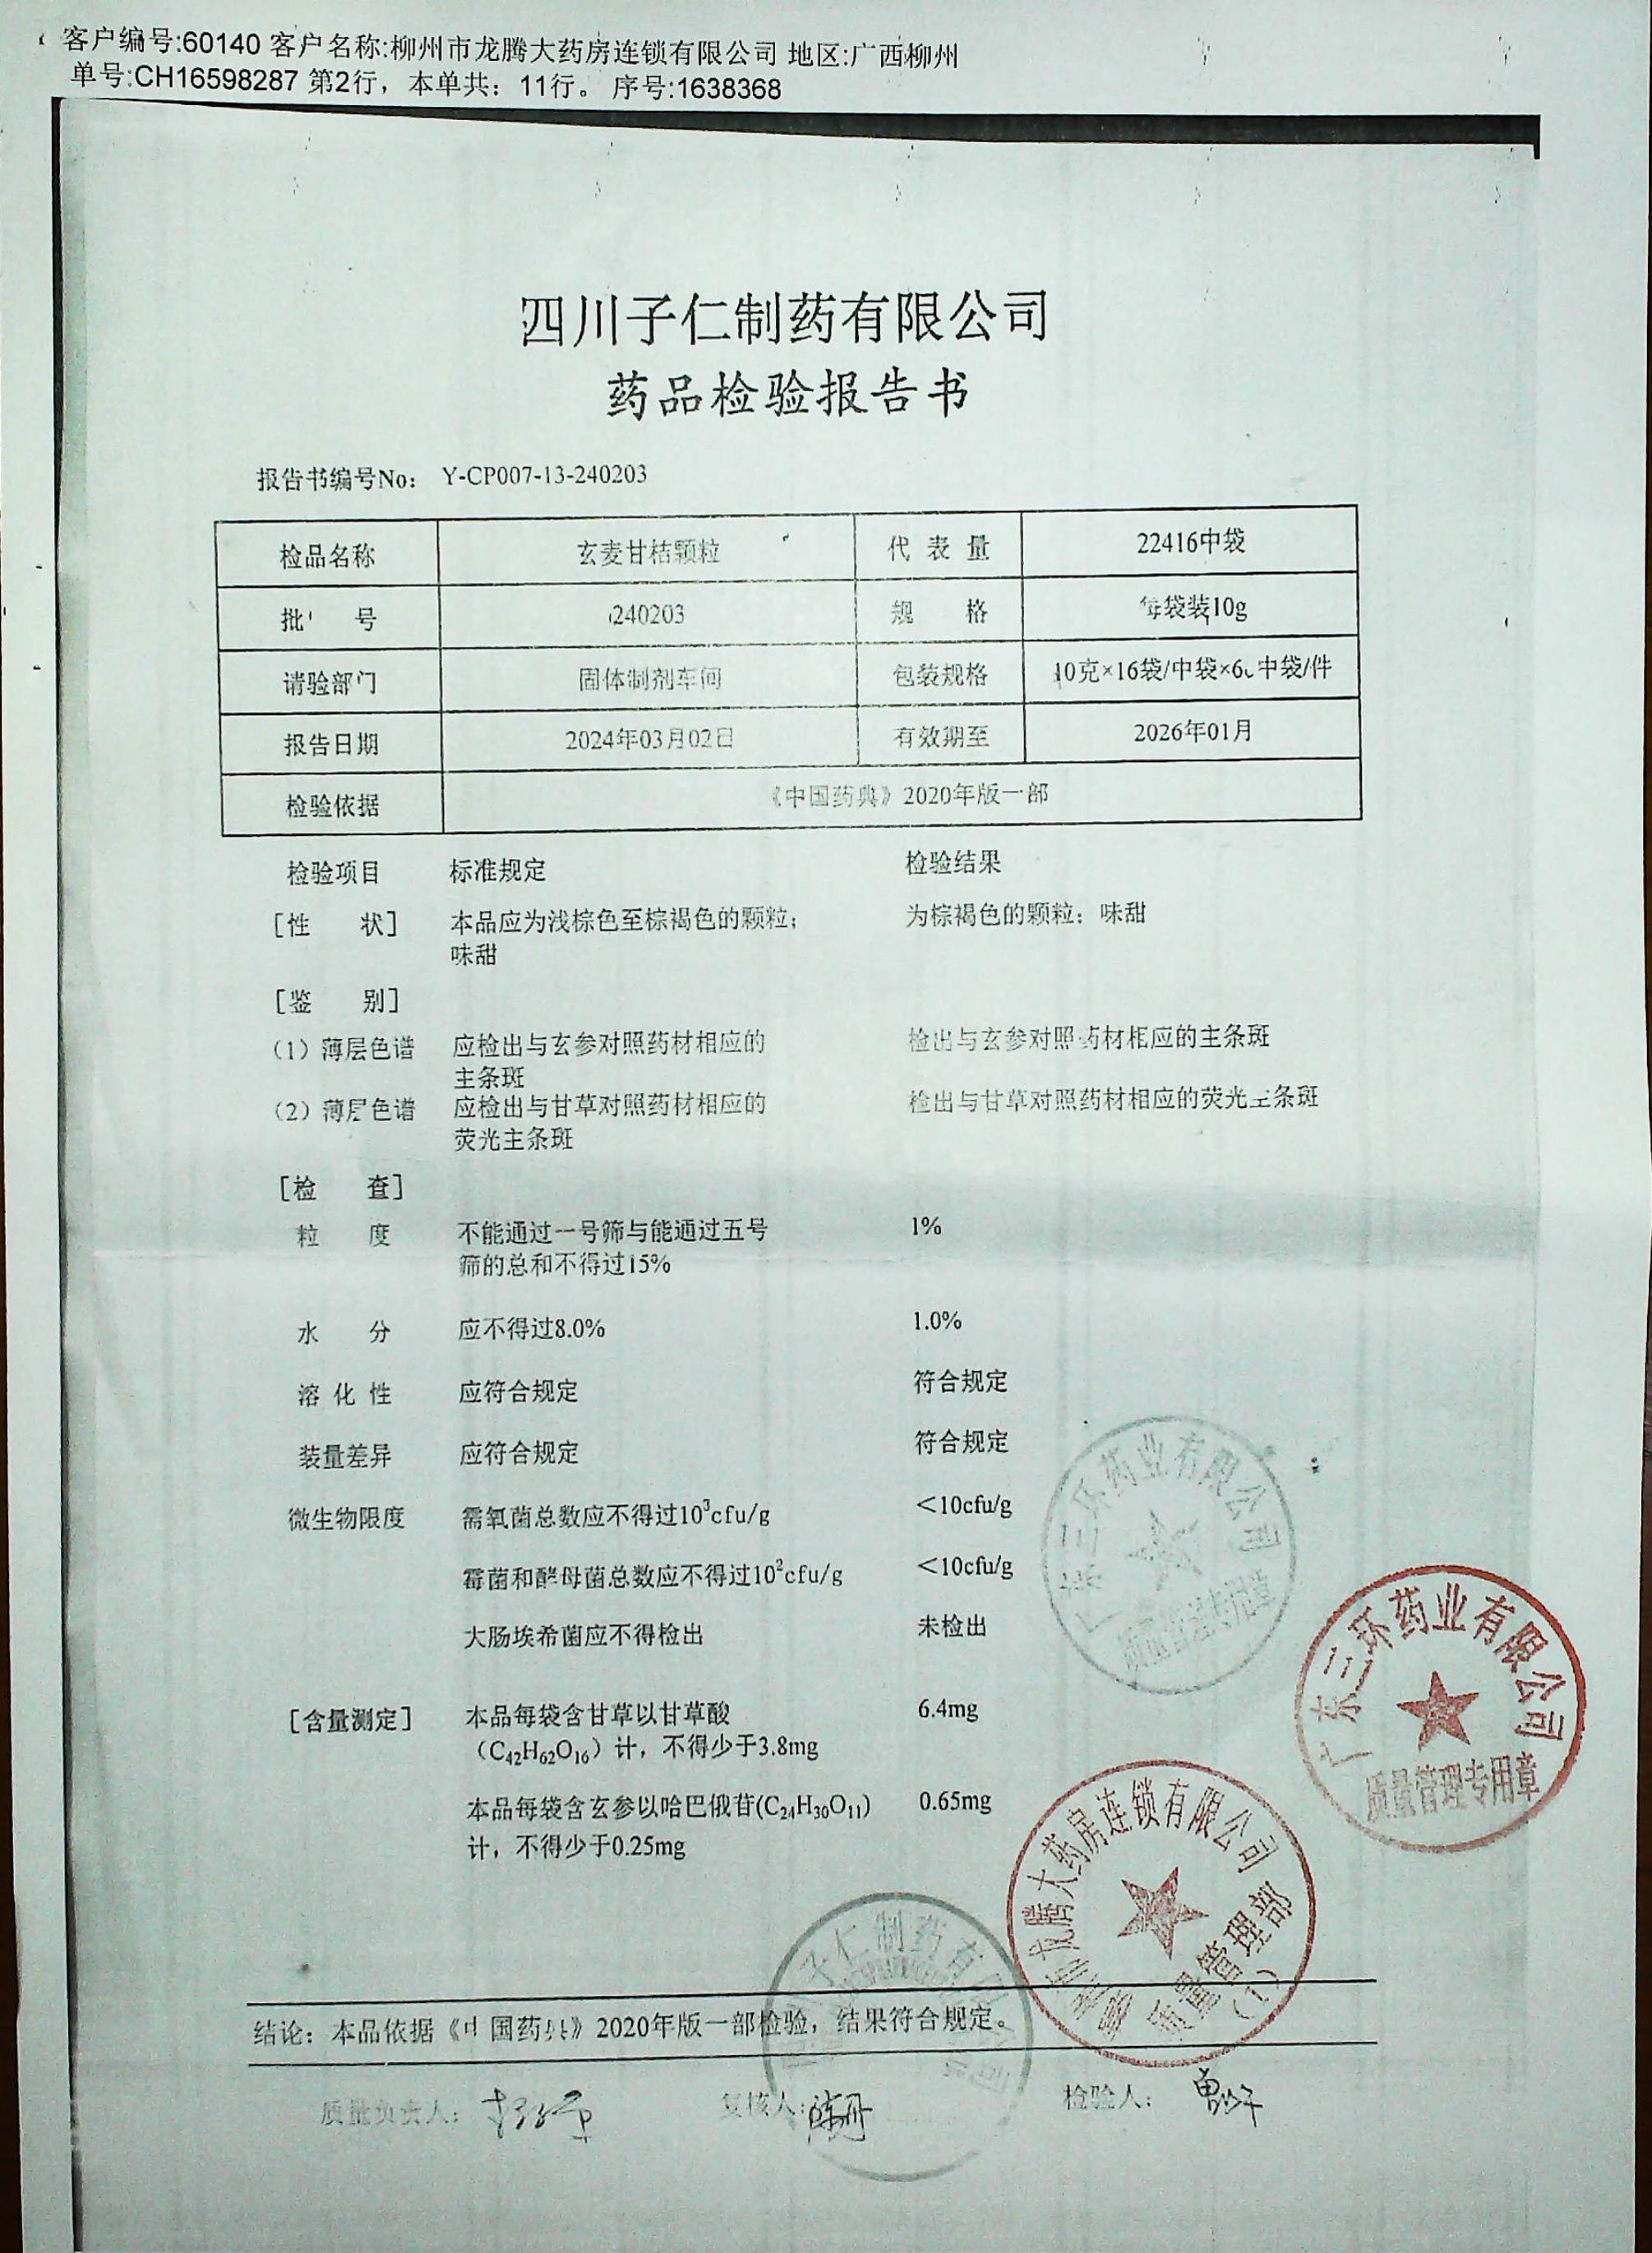 客户编号:60140 客户名称:柳州市龙腾大药房连锁有限公司 地区:广西柳州
单号:CH16598287 第2行，本单共：11行。 序号:1638368
四川子仁制药有限公司
药品检验报告书
报告书编号No： Y-CP007-13-240203
检品名称 玄麦甘桔颗粒 代表量 22416中袋
批号 240203 规格 每袋装10g
请验部门 固体制剂车间 包装规格 10克×16袋/中袋×60中袋/件
报告日期 2024年03月02日 有效期至 2026年01月
检验依据 《中国药典》2020年版一部
检验项目 标准规定 检验结果
［性 状］ 本品应为浅棕色至棕褐色的颗粒； 为棕褐色的颗粒；味甜
味甜
［鉴 别］
（1）薄层色谱 应检出与玄参对照药材相应的 检出与玄参对照药材相应的主条斑
主条斑
（2）薄层色谱 应检出与甘草对照药材相应的 检出与甘草对照药材相应的荧光主条斑
荧光主条斑
［检 查］
粒 度 不能通过一号筛与能通过五号 1%
筛的总和不得过15%
水 分 应不得过8.0% 1.0%
溶化性 应符合规定 符合规定
装量差异 应符合规定 符合规定
微生物限度 需氧菌总数应不得过10³cfu/g ＜10cfu/g
霉菌和酵母菌总数应不得过10²cfu/g ＜10cfu/g
大肠埃希菌应不得检出 未检出
［含量测定］ 本品每袋含甘草以甘草酸 6.4mg
（C₄₂H₆₂O₁₆）计，不得少于3.8mg
本品每袋含玄参以哈巴俄苷(C₂₄H₃₀O₁₁) 0.65mg
计，不得少于0.25mg
广东三环药业有限公司
质量管理专用章
广东三环药业有限公司
质量管理专用章
龙腾大药房连锁有限公司
质量管理部
(1)
子仁制药有限
结论：本品依据《中国药典》2020年版一部检验，结果符合规定。
质量负责人： 复核人：陈丹 检验人：